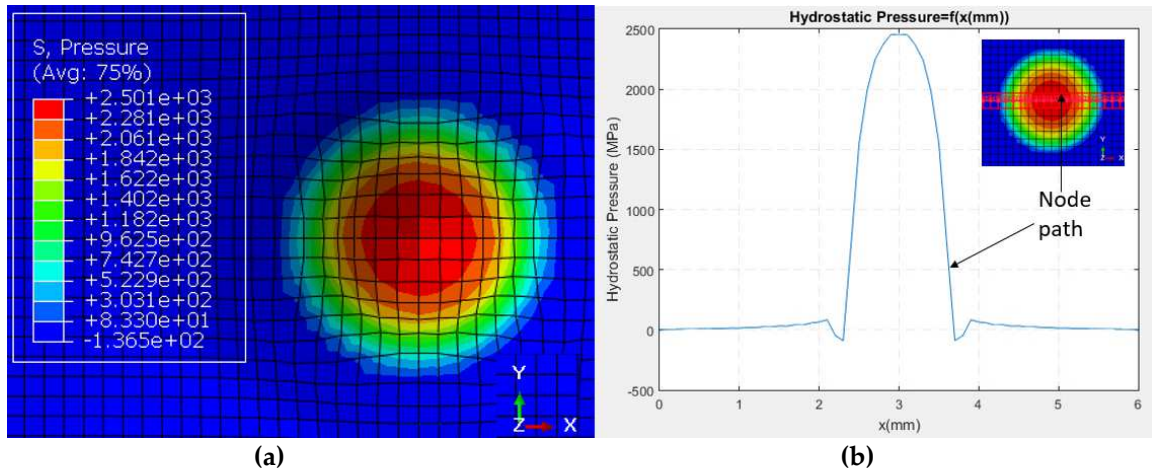 S, Pressure
(Avg: 75%)
+2.501e+03
+2.281e+03
+2.061e+03
+1.842e+03
+1.622e+03
+1.402e+03
+1.182e+03
+9.625e+02
+7.427e+02
+5.229e+02
+3.031e+02
+8.330e+01
-1.365e+02
Y
Z X
(a)
Hydrostatic Pressure=f(x(mm))
Hydrostatic Pressure (MPa)
2500
2000
1500
1000
500
0
-500
Y
Z X
Node
path
0 1 2 3 4 5 6
x(mm)
(b)